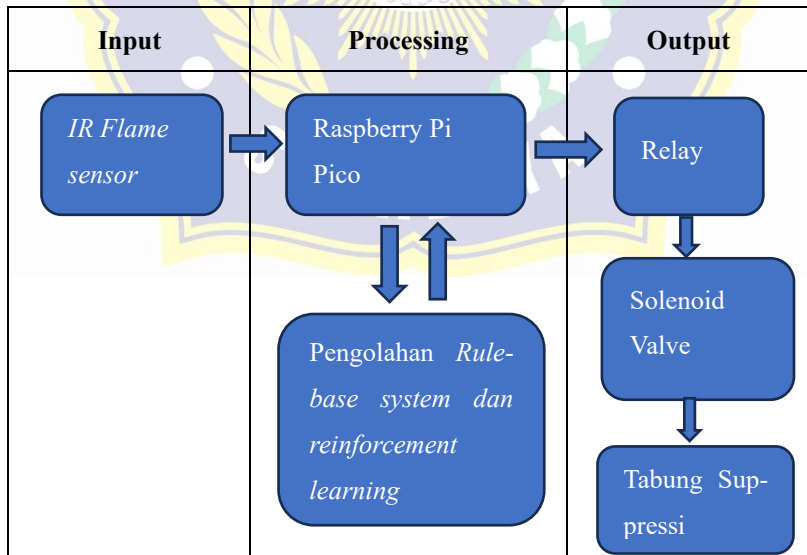 Input
Processing
Output
IR Flame
sensor
Raspberry Pi
Pico
Relay
Pengolahan Rule-
base system dan
reinforcement
learning
Solenoid
Valve
Tabung Sup-
pressi